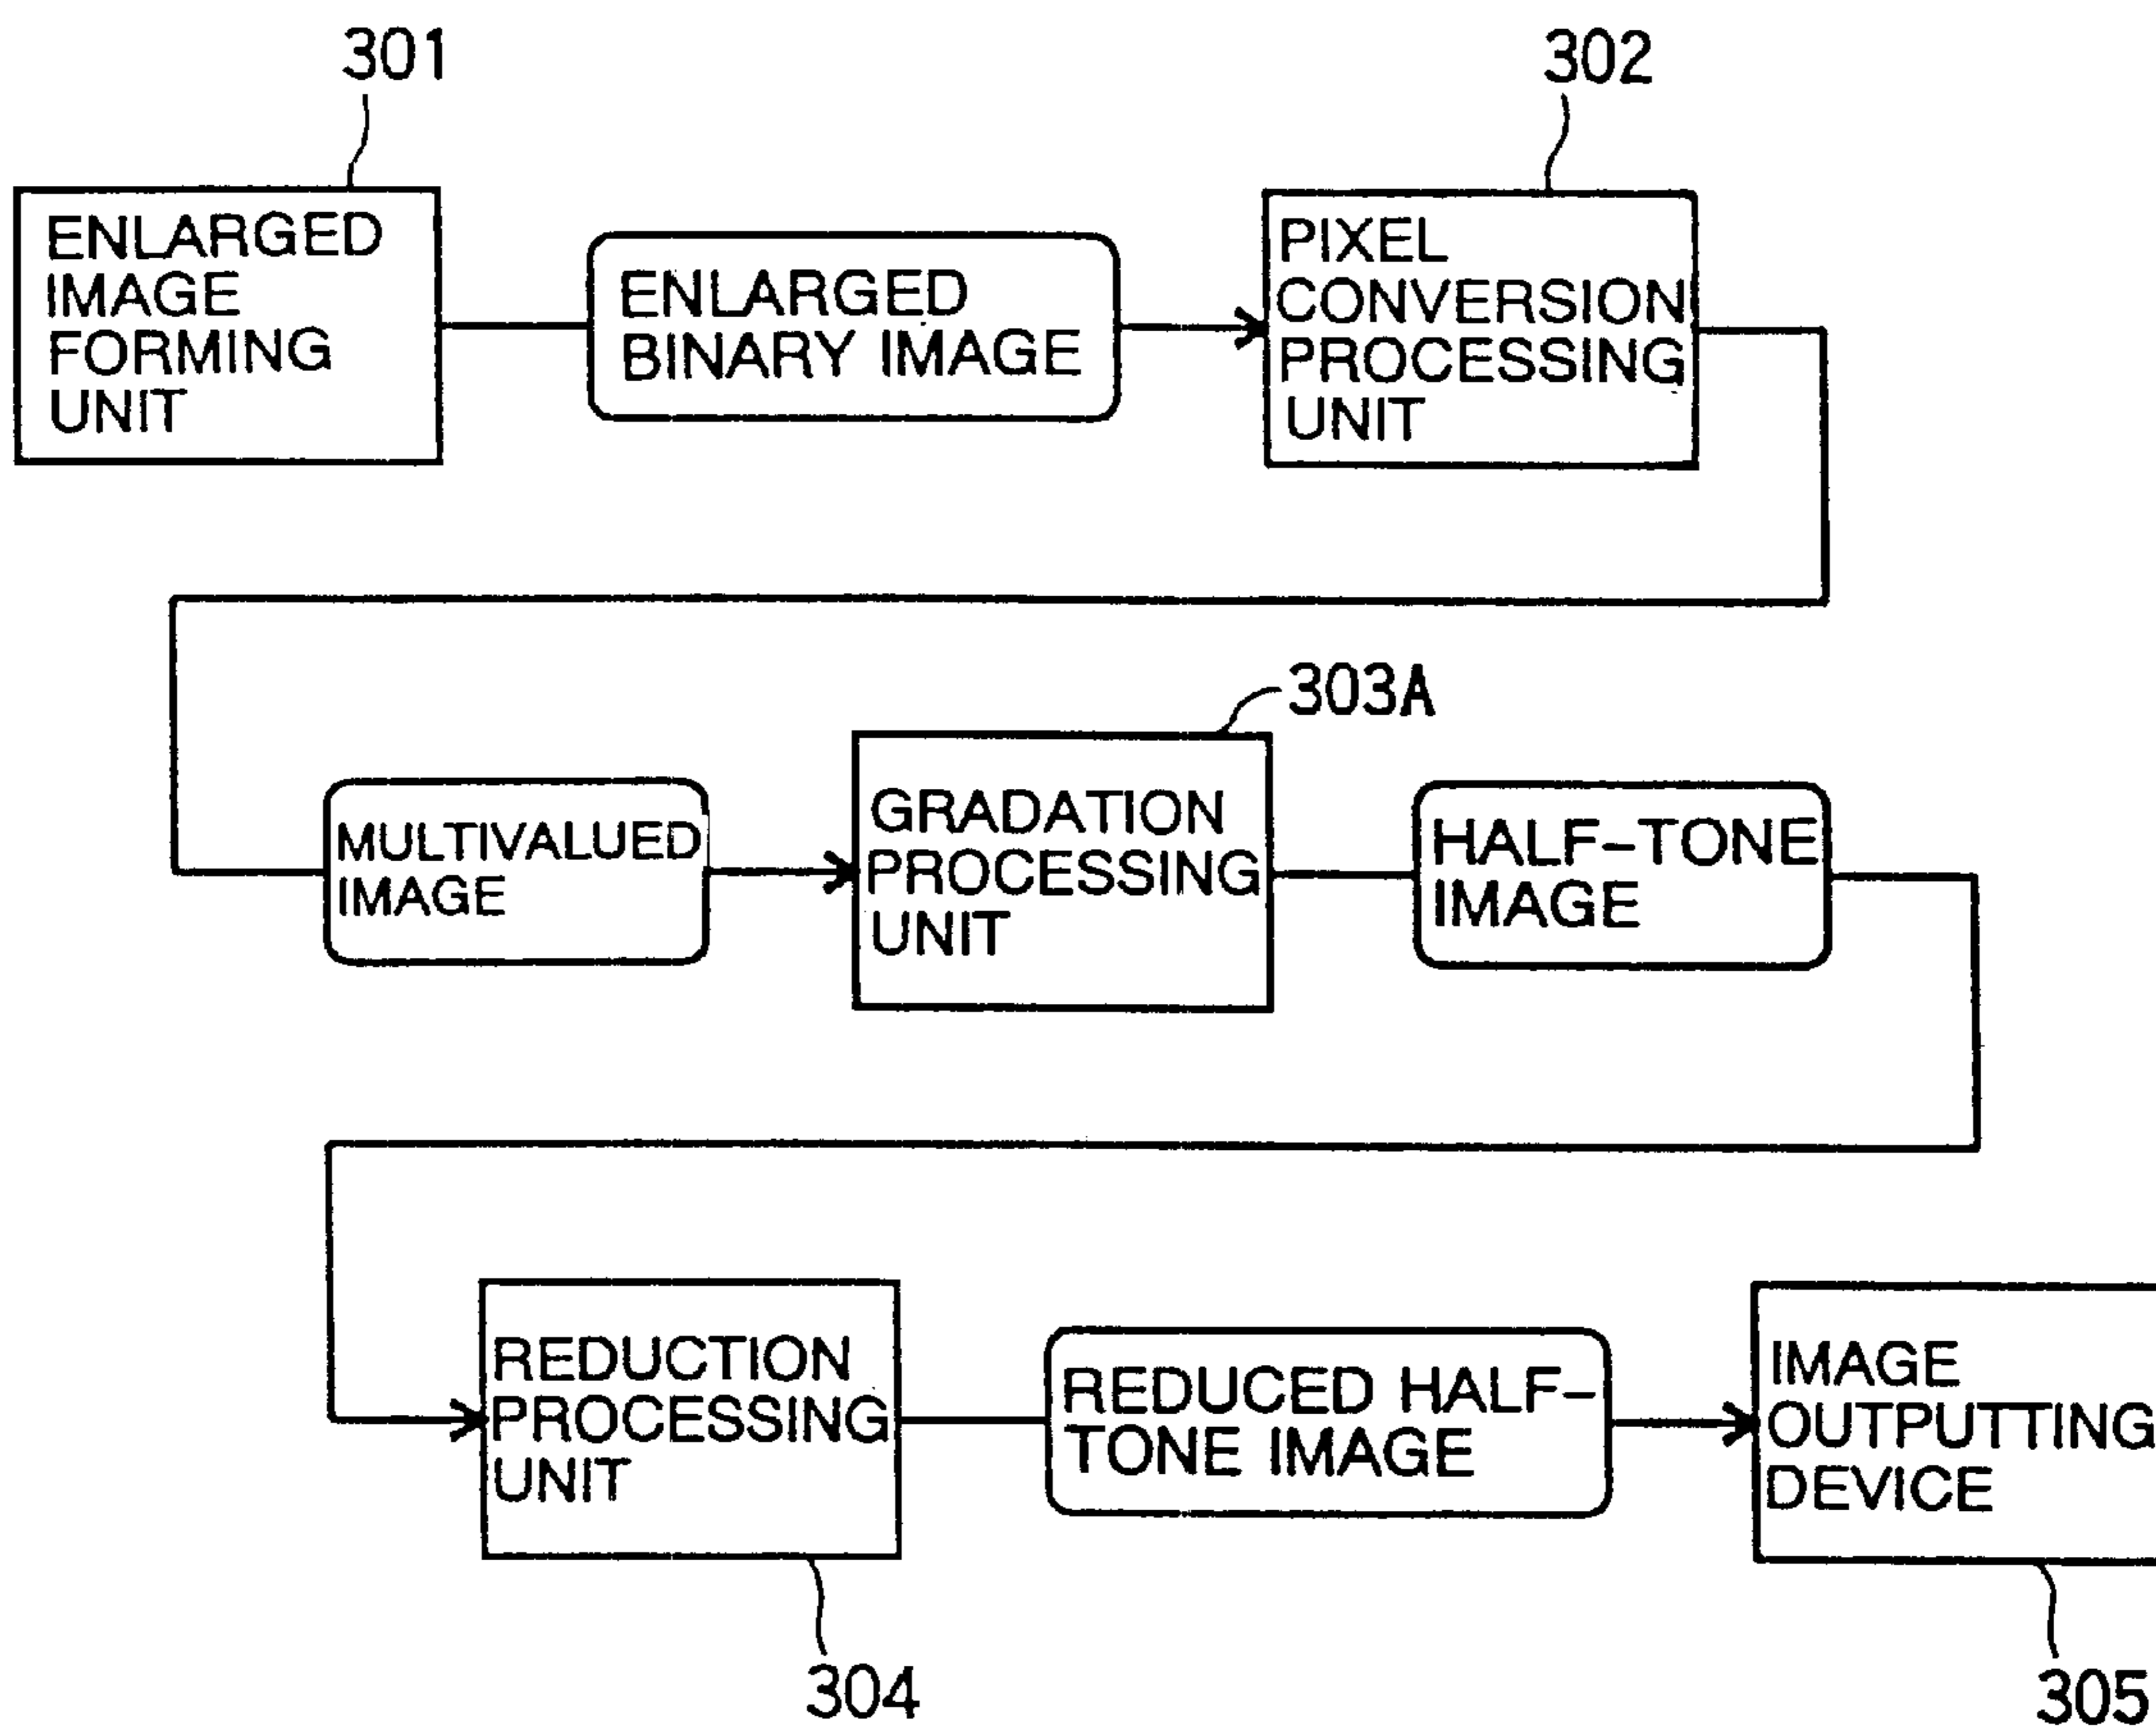 301
302
ENLARGED
IMAGE
FORMING
UNIT
ENLARGED
BINARY IMAGE
PIXEL
CONVERSION
PROCESSING
UNIT
303A
MULTIVALUED
IMAGE
GRADATION
PROCESSING
UNIT
HALF-TONE
IMAGE
REDUCTION
PROCESSING
UNIT
REDUCED HALF-
TONE IMAGE
IMAGE
OUTPUTTING
DEVICE
304
305